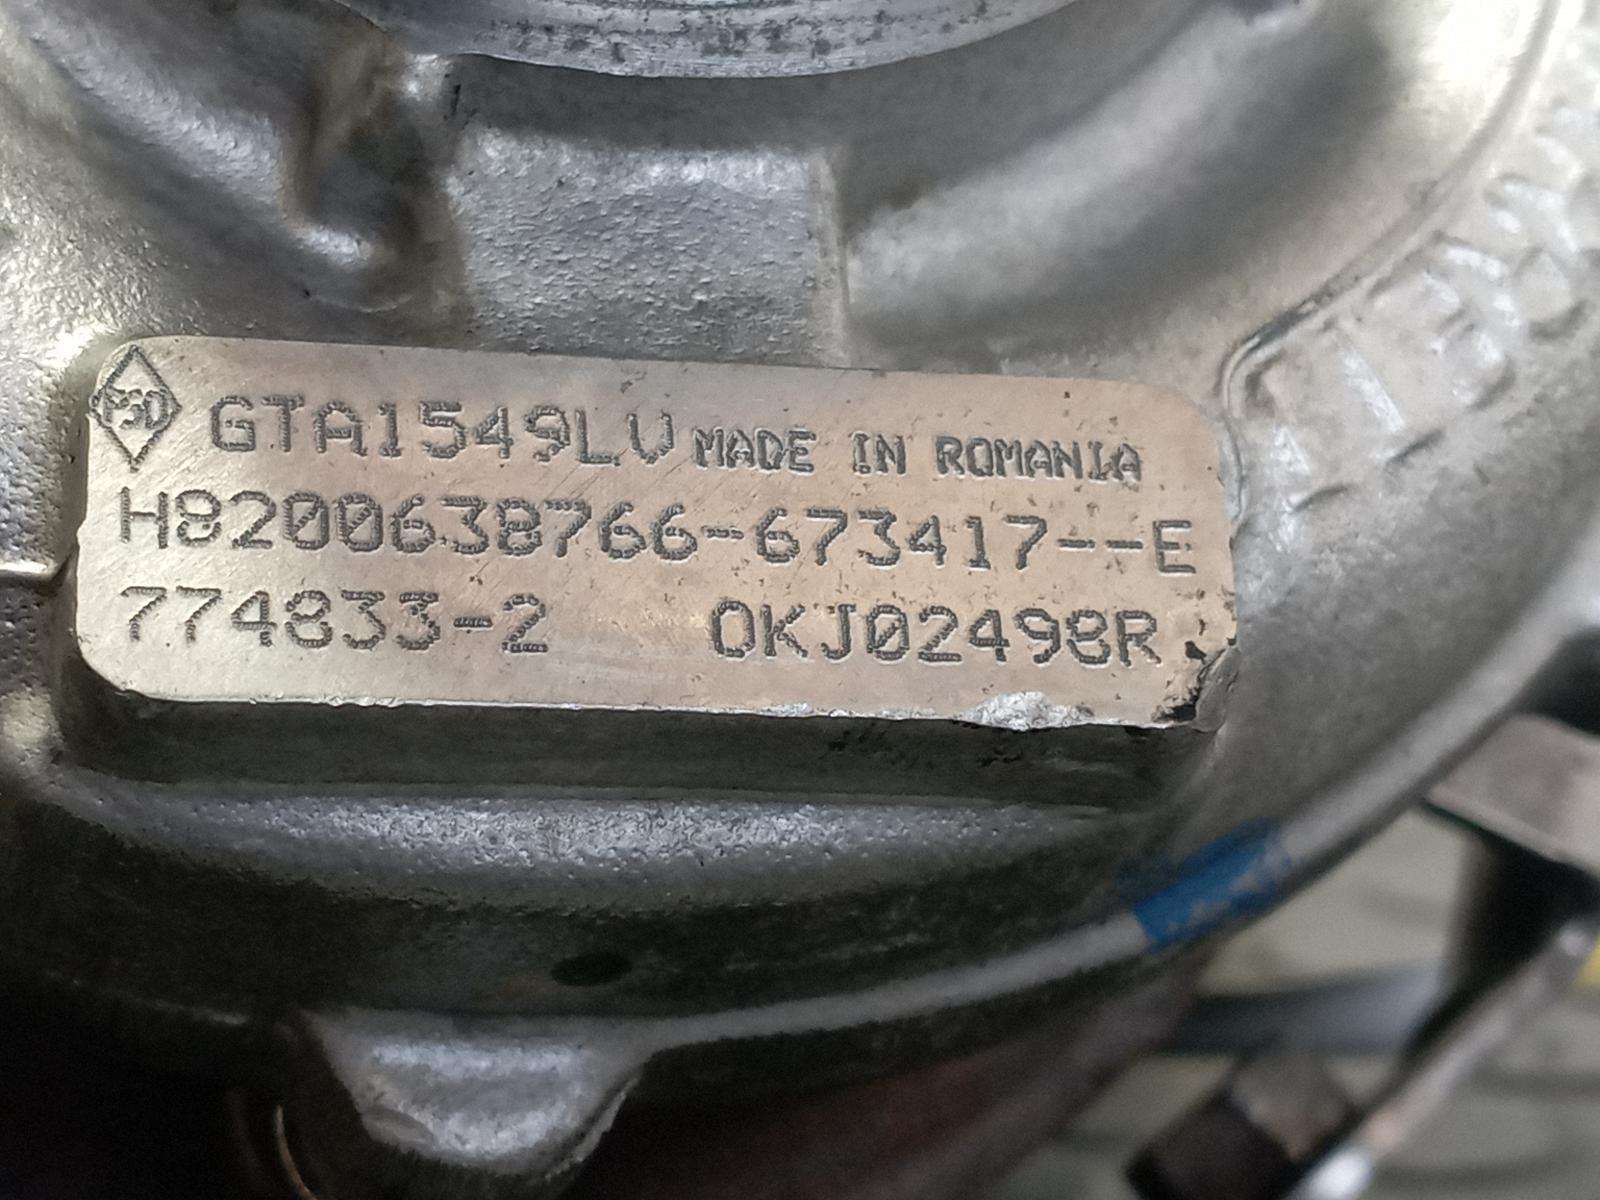 GTA1549LV MADE IN ROMANIA
H8200638766-673417--E
774833-2 0KJ02498R